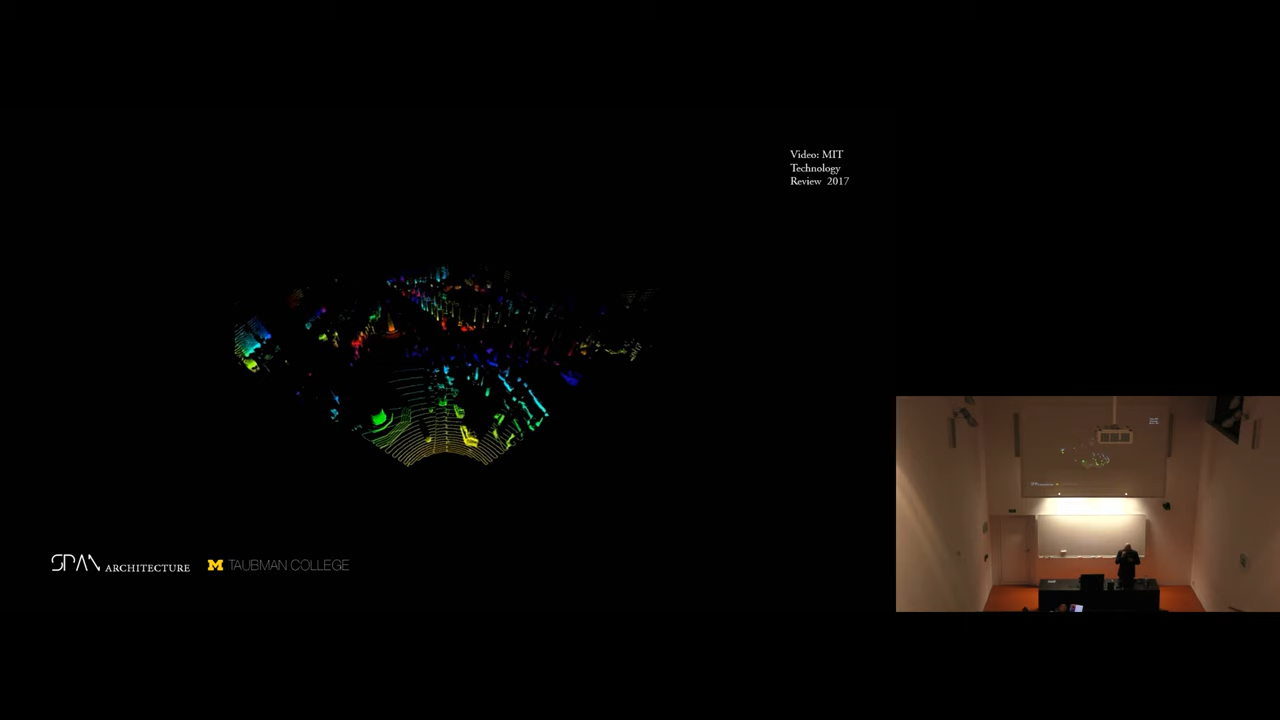 Video: MIT
Technology
Review 2017
SPAN ARCHITECTURE
M TAUBMAN COLLEGE